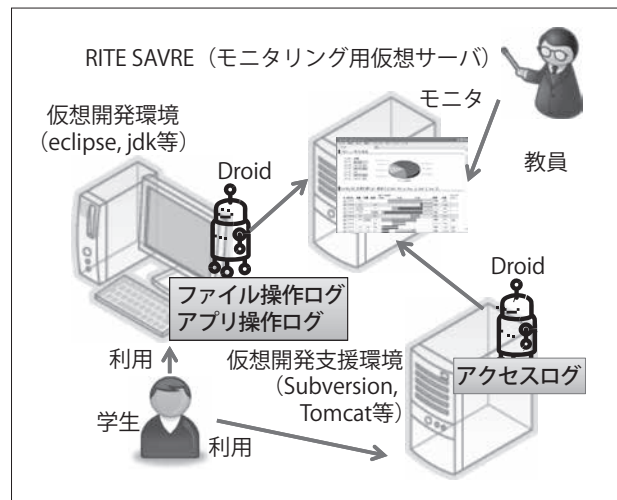 RITE SAVRE（モニタリング用仮想サーバ）
モニタ
教員
仮想開発環境
（eclipse, jdk等）
Droid
ファイル操作ログ
アプリ操作ログ
Droid
アクセスログ
利用
仮想開発支援環境
（Subversion,
Tomcat等）
学生
利用